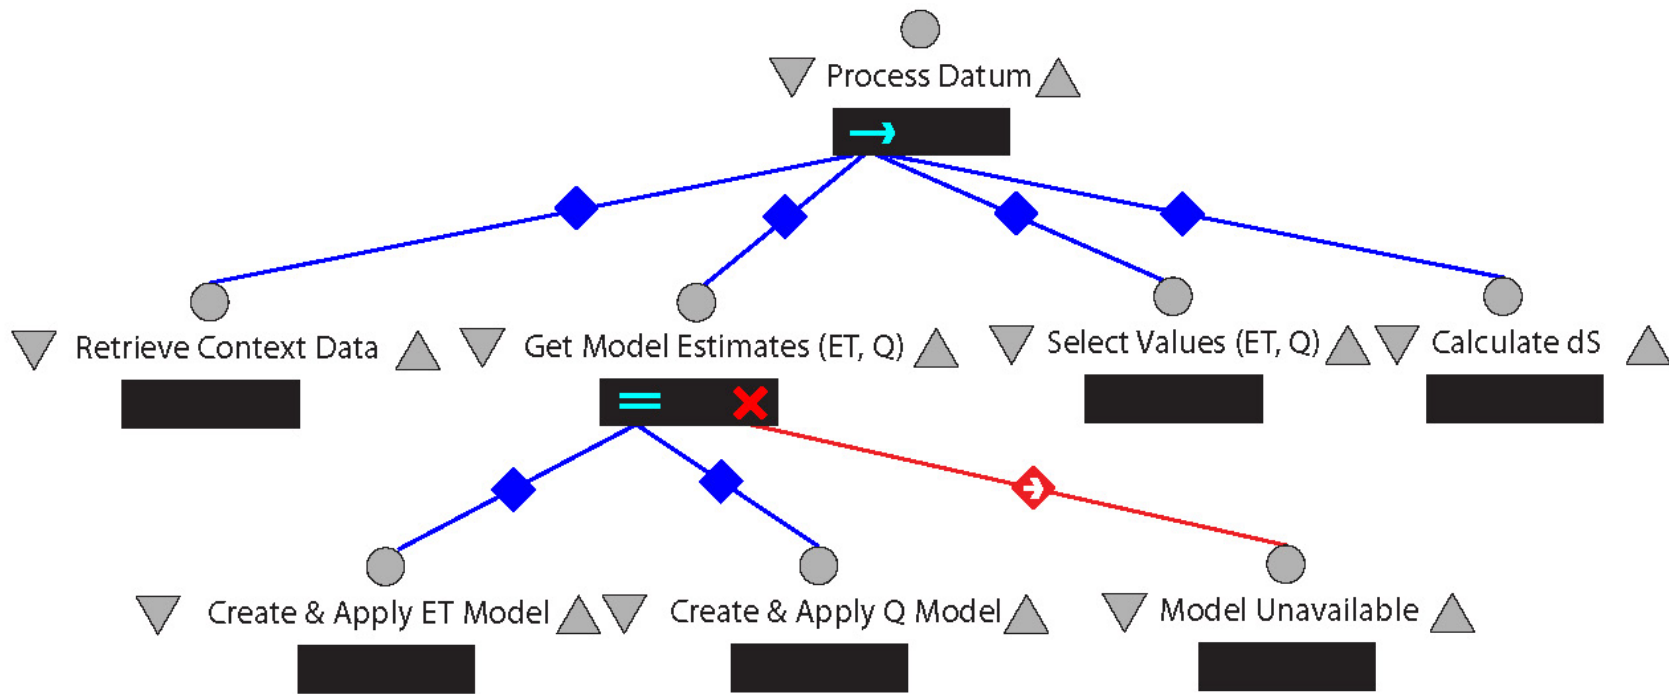 Process Datum
Retrieve Context Data
Get Model Estimates (ET, Q)
Select Values (ET, Q)
Calculate dS
Create & Apply ET Model
Create & Apply Q Model
Model Unavailable